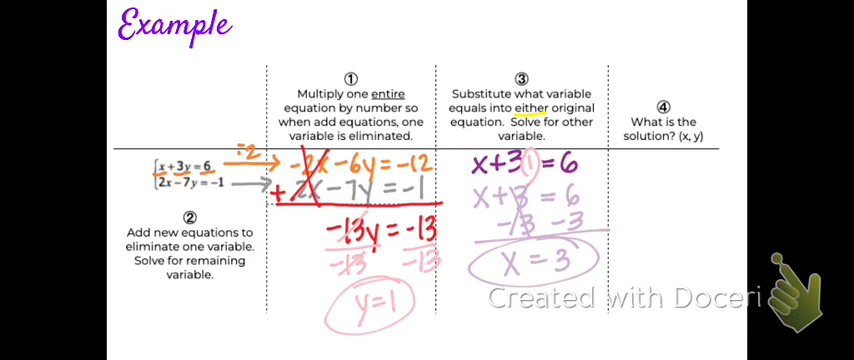 Example
①
Multiply one entire
equation by number so
when add equations, one
variable is eliminated.
③
Substitute what variable
equals into either original
equation. Solve for other
variable.
④
What is the
solution? (x, y)
x + 3y = 6
2x - 7y = -1
·-2
-2x - 6y = -12
+ 2x - 7y = -1
-13y = -13
-13 -13
y = 1
②
Add new equations to
eliminate one variable.
Solve for remaining
variable.
x + 3(1) = 6
x + 3 = 6
-3 -3
x = 3
Created with Doceri